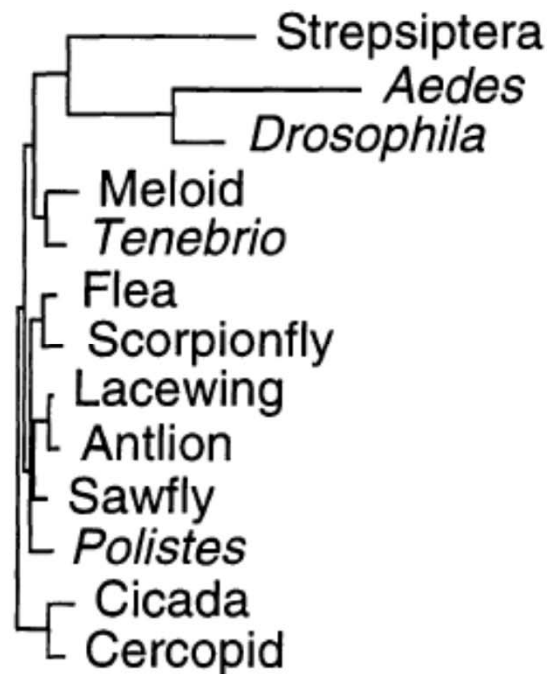 Strepsiptera
Aedes
Drosophila
Meloid
Tenebrio
Flea
Scorpionfly
Lacewing
Antlion
Sawfly
Polistes
Cicada
Cercopid